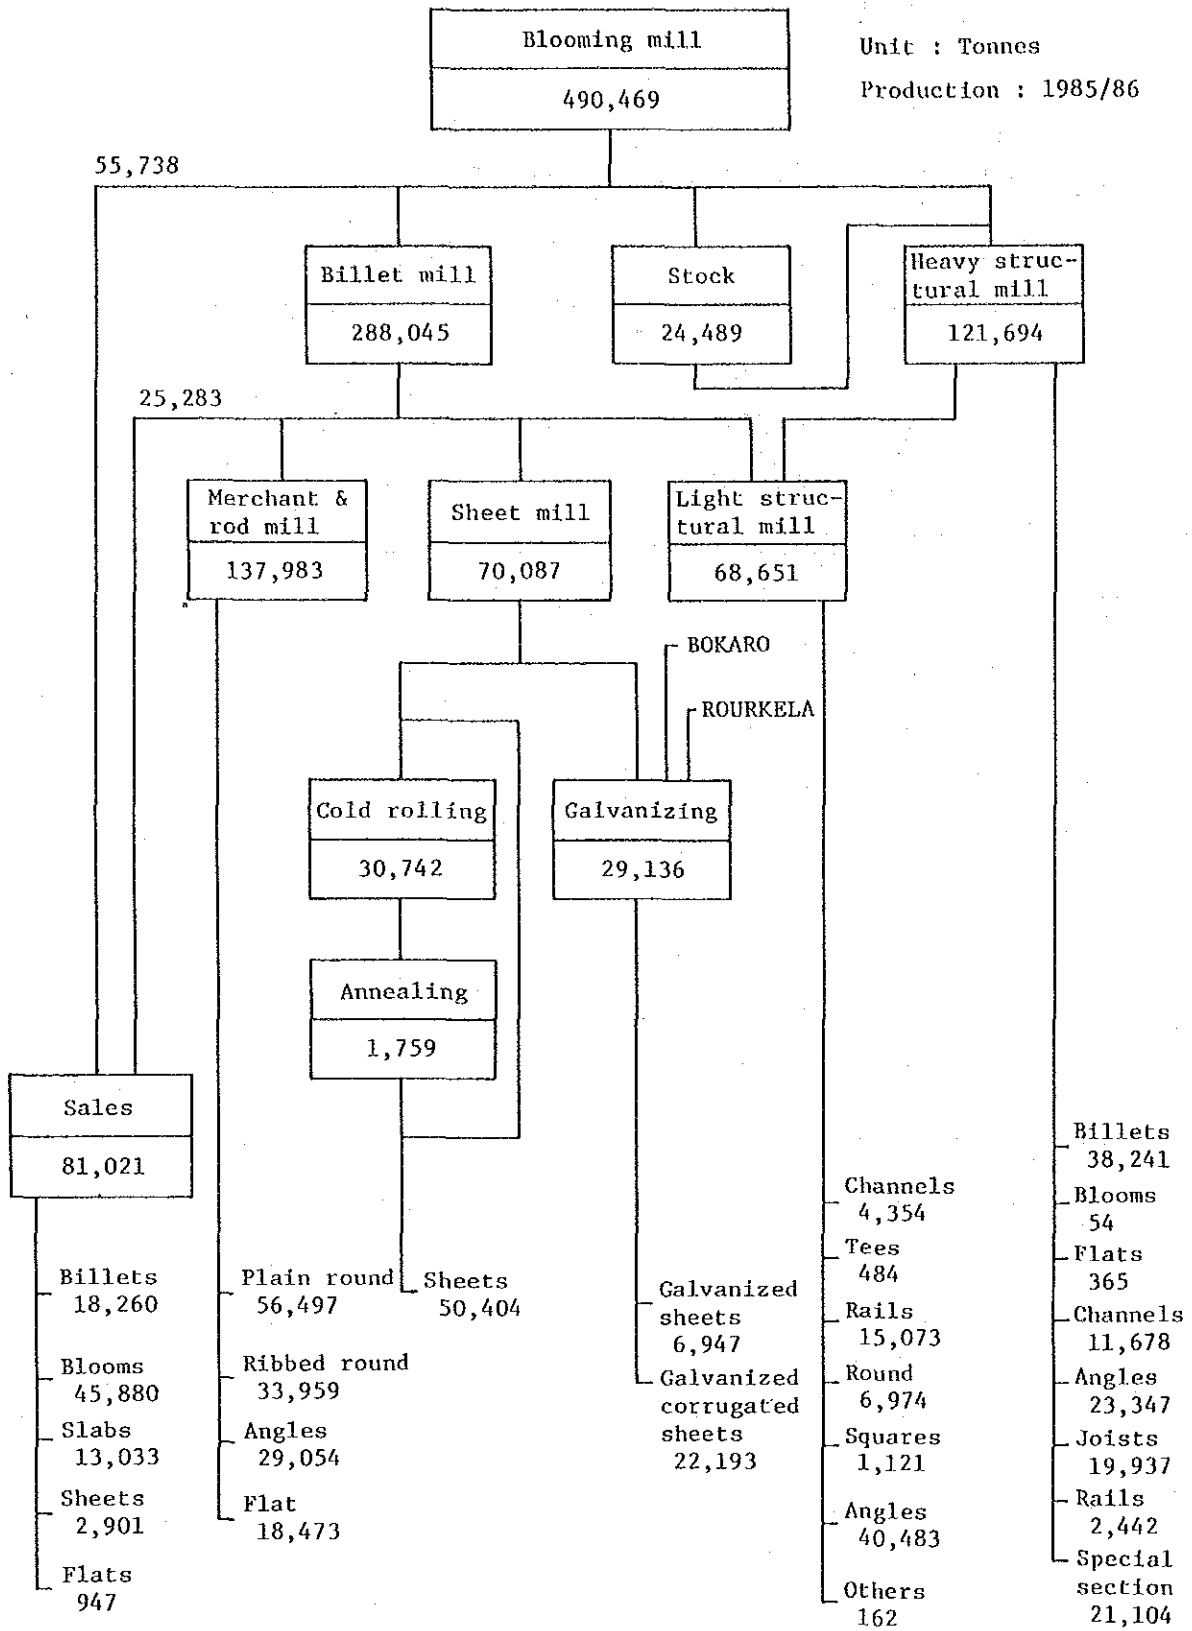 Blooming mill
490,469
Unit : Tonnes
Production : 1985/86
55,738
Billet mill
288,045
Stock
24,489
Heavy struc-
tural mill
121,694
25,283
Merchant &
rod mill
137,983
Sheet mill
70,087
Light struc-
tural mill
68,651
BOKARO
ROURKELA
Cold rolling
30,742
Galvanizing
29,136
Annealing
1,759
Sales
81,021
Billets
18,260
Blooms
45,880
Slabs
13,033
Sheets
2,901
Flats
947
Plain round
56,497
Ribbed round
33,959
Angles
29,054
Flat
18,473
Sheets
50,404
Galvanized
sheets
6,947
Galvanized
corrugated
sheets
22,193
Channels
4,354
Tees
484
Rails
15,073
Round
6,974
Squares
1,121
Angles
40,483
Others
162
Billets
38,241
Blooms
54
Flats
365
Channels
11,678
Angles
23,347
Joists
19,937
Rails
2,442
Special
section
21,104